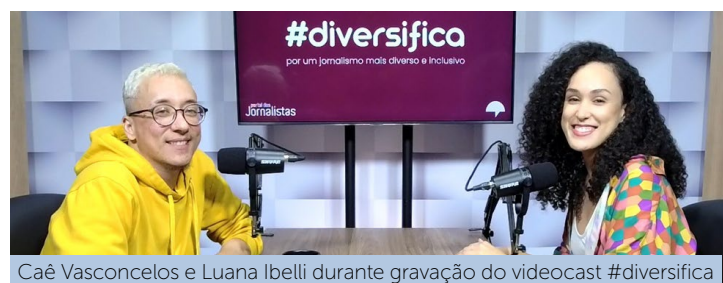 #diversifica
por um jornalismo mais diverso e inclusivo
portal dos
Jornalistas
Caê Vasconcelos e Luana Ibelli durante gravação do videocast #diversifica